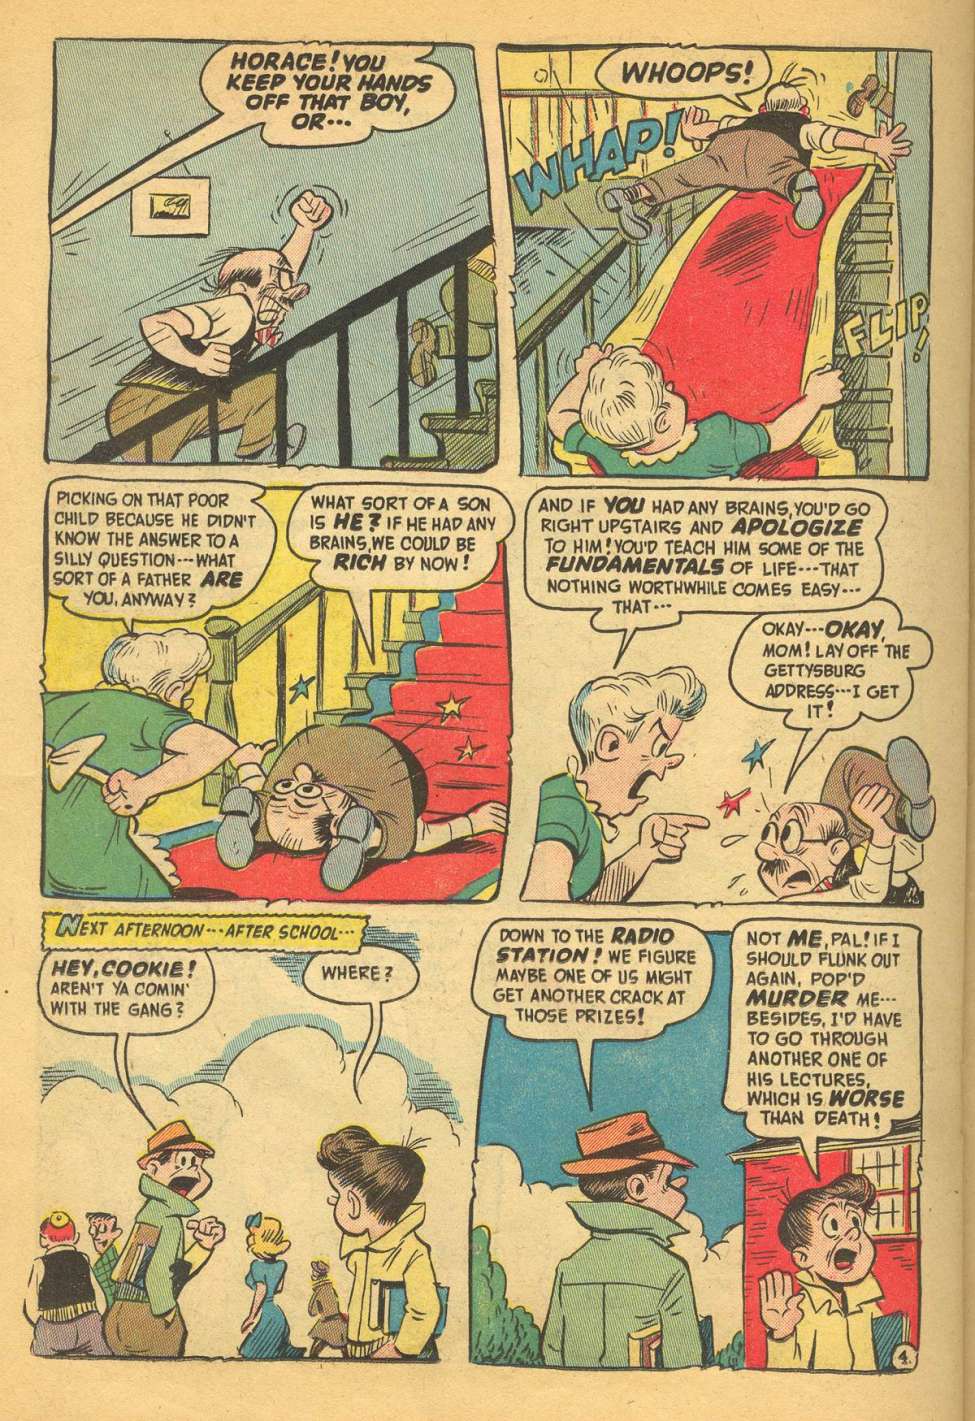 HORACE! YOU
KEEP YOUR HANDS
OFF THAT BOY,
OR---
WHOOPS!
WHAP!
FLIP!
PICKING ON THAT POOR
CHILD BECAUSE HE DIDN'T
KNOW THE ANSWER TO A
SILLY QUESTION---WHAT
SORT OF A FATHER ARE
YOU, ANYWAY?
WHAT SORT OF A SON
IS HE? IF HE HAD ANY
BRAINS, WE COULD BE
RICH BY NOW!
AND IF YOU HAD ANY BRAINS, YOU'D GO
RIGHT UPSTAIRS AND APOLOGIZE
TO HIM! YOU'D TEACH HIM SOME OF THE
FUNDAMENTALS OF LIFE---THAT
NOTHING WORTHWHILE COMES EASY---
THAT---
OKAY---OKAY,
MOM! LAY OFF THE
GETTYSBURG
ADDRESS---I GET
IT!
NEXT AFTERNOON---AFTER SCHOOL---
HEY, COOKIE!
AREN'T YA COMIN'
WITH THE GANG?
WHERE?
DOWN TO THE RADIO
STATION! WE FIGURE
MAYBE ONE OF US MIGHT
GET ANOTHER CRACK AT
THOSE PRIZES!
NOT ME, PAL! IF I
SHOULD FLUNK OUT
AGAIN, POP'D
MURDER ME---
BESIDES, I'D HAVE
TO GO THROUGH
ANOTHER ONE OF
HIS LECTURES,
WHICH IS WORSE
THAN DEATH!
4